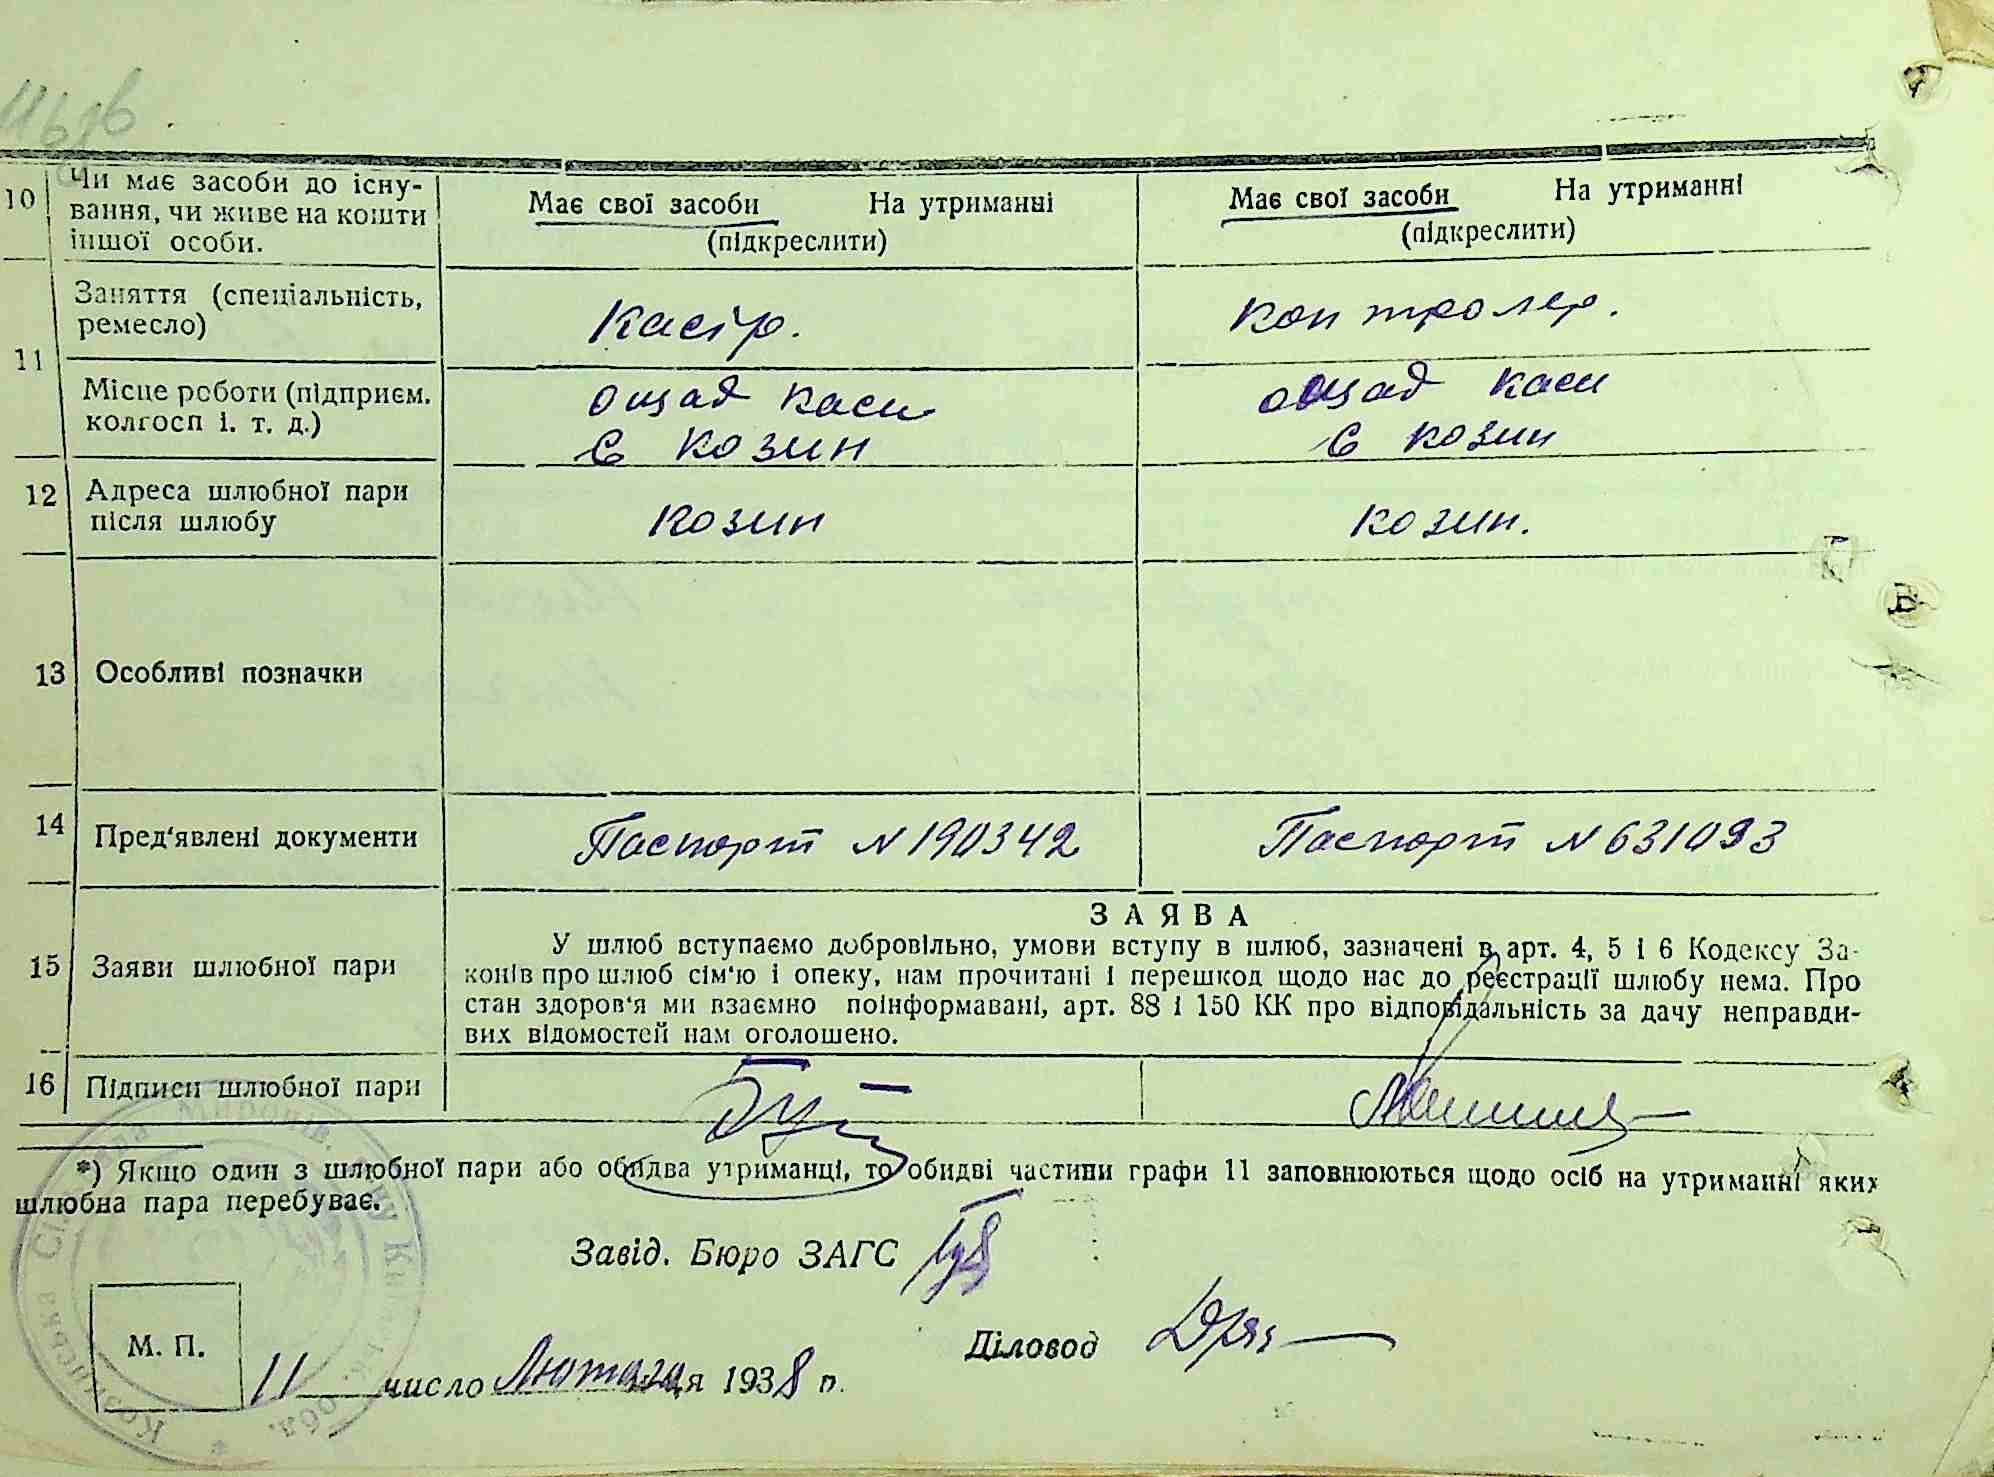 10 Чи має засоби до існу-
вання, чи живе на кошти
іншої особи.
Має свої засоби На утриманні
(підкреслити)
Має свої засоби На утриманні
(підкреслити)
11
Заняття (спеціальність,
ремесло)
Касір.
контролер.
Місце роботи (підприєм.
колгосп і. т. д.)
ощад каси
с козин
ощад каси
с козин
12 Адреса шлюбної пари
після шлюбу
козин
козин.
13 Особливі позначки
14 Пред'явлені документи
Паспорт N 190342
Паспорт N 631093
15 Заяви шлюбної пари
ЗАЯВА
У шлюб вступаємо добровільно, умови вступу в шлюб, зазначені в арт. 4, 5 і 6 Кодексу За-
конів про шлюб сім'ю і опеку, нам прочитані і перешкод щодо нас до реєстрації шлюбу нема. Про
стан здоров'я ми взаємно поінформавані, арт. 88 і 150 КК про відповідальність за дачу неправди-
вих відомостей нам оголошено.
16 Підписи шлюбної пари
*) Якщо один з шлюбної пари або обидва утриманці, то обидві частини графи 11 заповнюються щодо осіб на утриманні яких
шлюбна пара перебуває.
Завід. Бюро ЗАГС
Діловод
М. П.
11 число Лютого ця 1938 р.